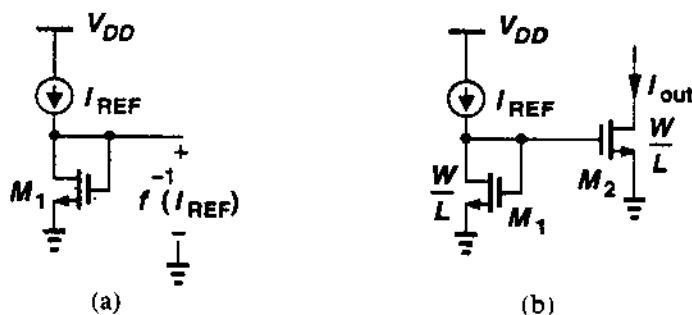 V_DD
I_REF
+
M_1
f^-1(I_REF)
−
(a)
V_DD
I_REF
I_out
W/L
M_1
W/L
M_2
(b)